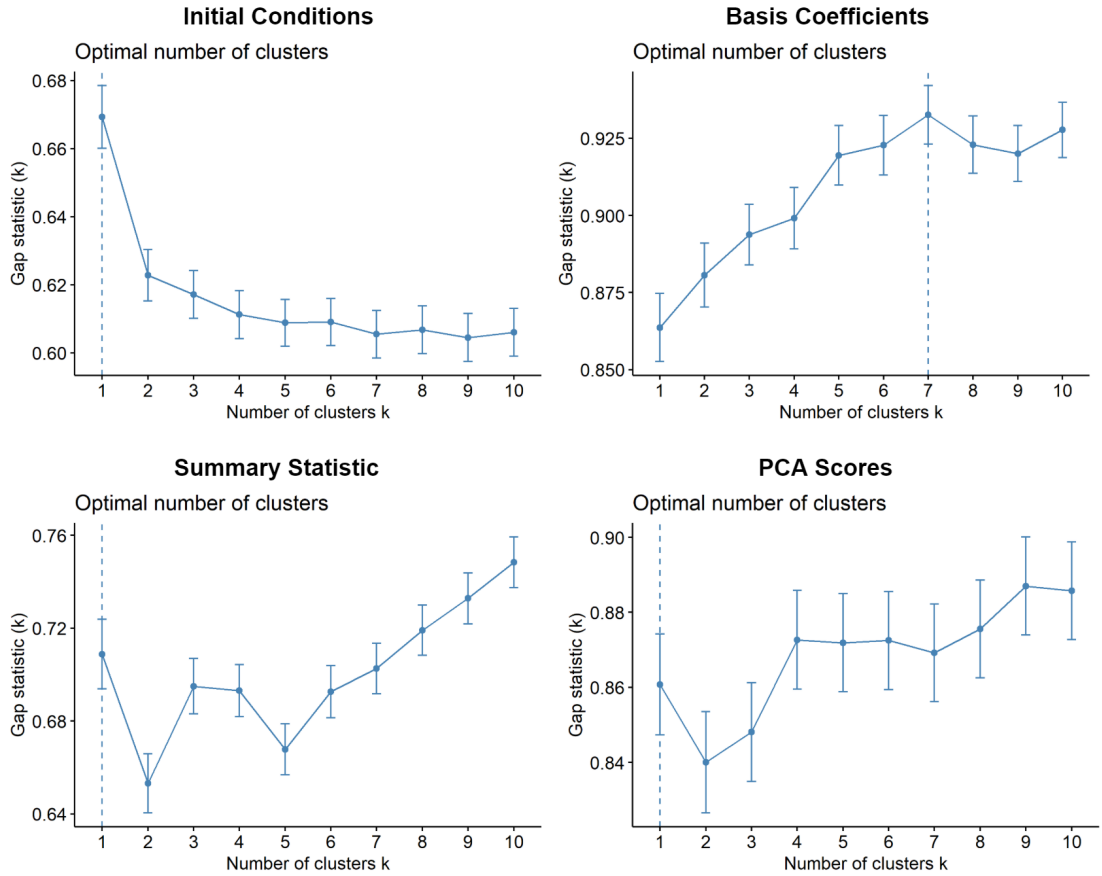 Initial Conditions
Optimal number of clusters
0.68
0.66
0.64
0.62
0.60
Gap statistic (k)
1 2 3 4 5 6 7 8 9 10
Number of clusters k
Basis Coefficients
Optimal number of clusters
0.925
0.900
0.875
0.850
Gap statistic (k)
1 2 3 4 5 6 7 8 9 10
Number of clusters k
Summary Statistic
Optimal number of clusters
0.76
0.72
0.68
0.64
Gap statistic (k)
1 2 3 4 5 6 7 8 9 10
Number of clusters k
PCA Scores
Optimal number of clusters
0.90
0.88
0.86
0.84
Gap statistic (k)
1 2 3 4 5 6 7 8 9 10
Number of clusters k